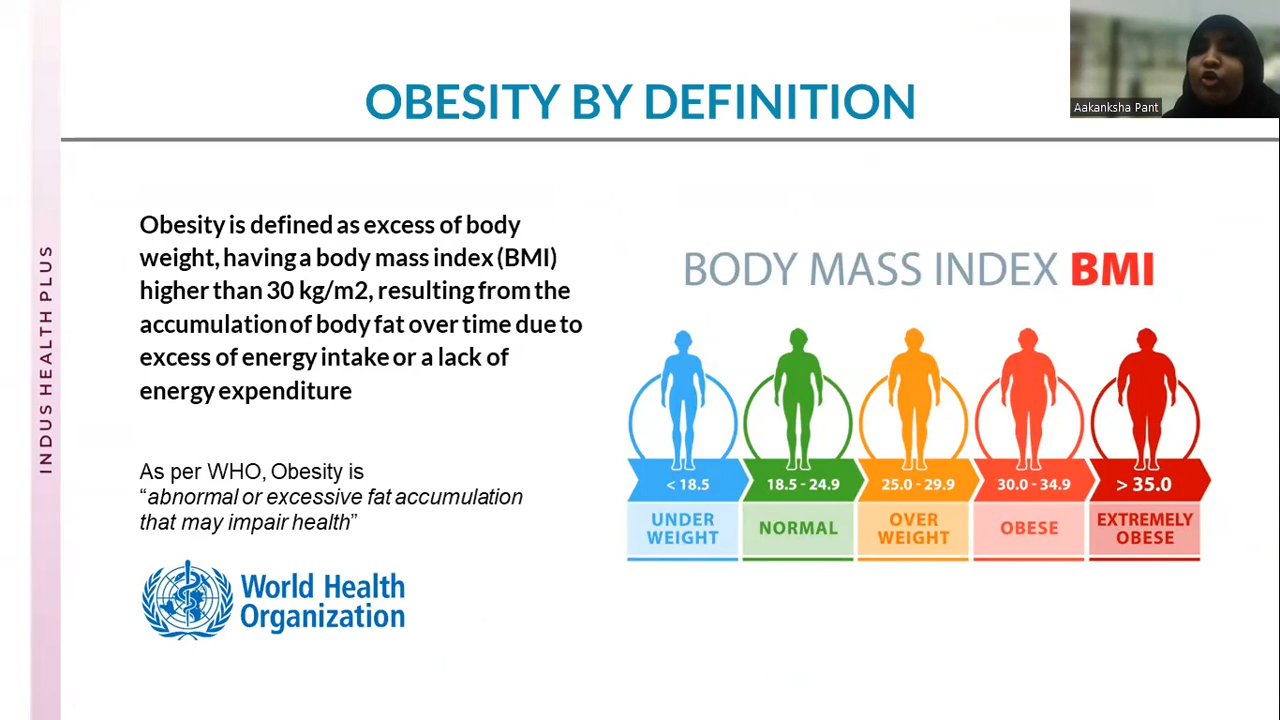 OBESITY BY DEFINITION
Aakanksha Pant
INDUS HEALTH PLUS
Obesity is defined as excess of body
weight, having a body mass index (BMI)
higher than 30 kg/m2, resulting from the
accumulation of body fat over time due to
excess of energy intake or a lack of
energy expenditure
As per WHO, Obesity is
“abnormal or excessive fat accumulation
that may impair health”
World Health
Organization
BODY MASS INDEX BMI
< 18.5
18.5 - 24.9
25.0 - 29.9
30.0 - 34.9
> 35.0
UNDER
WEIGHT
NORMAL
OVER
WEIGHT
OBESE
EXTREMELY
OBESE